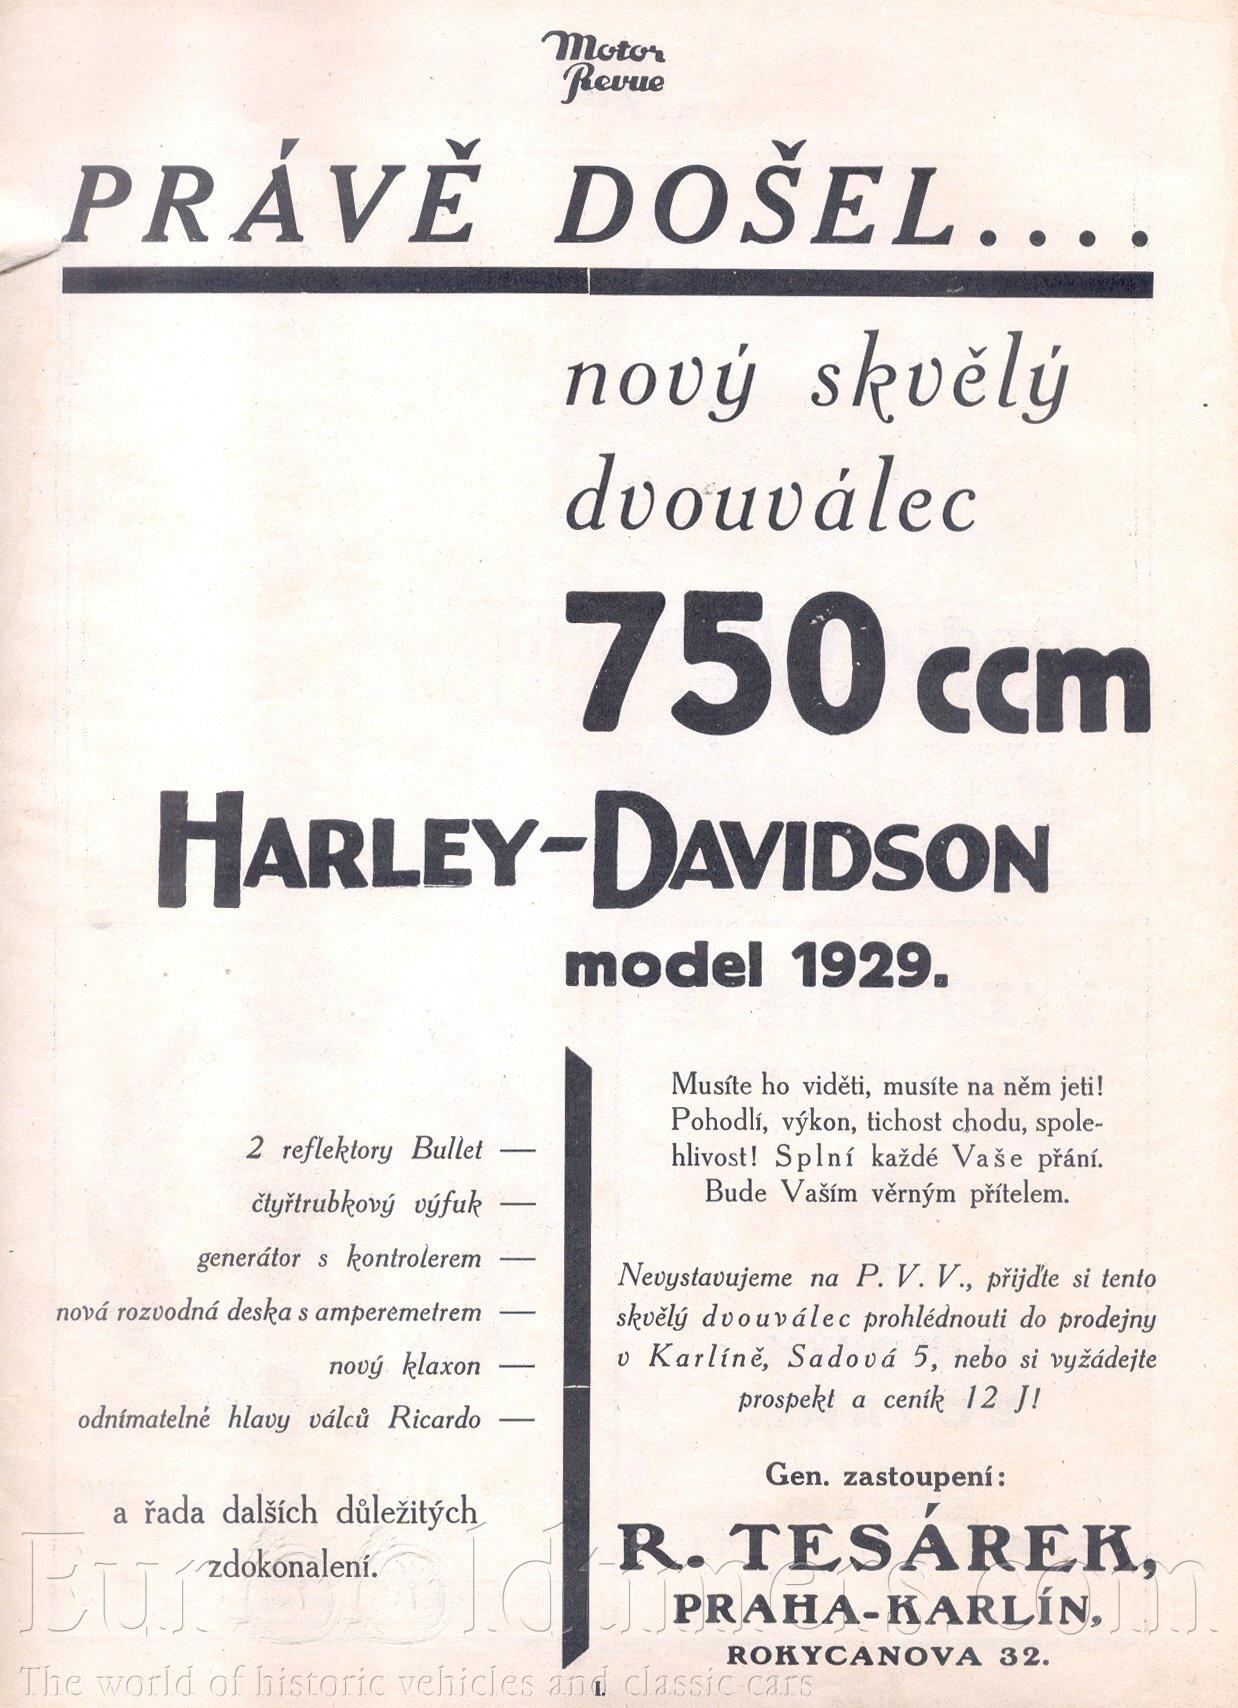 Motor
Revue
PRÁVĚ DOŠEL....
nový skvělý
dvouválec
750 ccm
HARLEY-DAVIDSON
model 1929.
2 reflektory Bullet —
čtyřtrubkový výfuk —
generátor s kontrolerem —
nová rozvodná deska s amperemetrem —
nový klaxon —
odnímatelné hlavy válců Ricardo —
a řada dalších důležitých
zdokonalení.
Musíte ho viděti, musíte na něm jeti!
Pohodlí, výkon, tichost chodu, spole-
hlivost! Splní každé Vaše přání.
Bude Vaším věrným přítelem.
Nevystavujeme na P. V. V., přijďte si tento
skvělý dvouválec prohlédnouti do prodejny
v Karlíně, Sadová 5, nebo si vyžádejte
prospekt a ceník 12 J!
Gen. zastoupení:
R. TESÁREK,
PRAHA-KARLÍN,
ROKYCANOVA 32.
EuroOldtimers.com
The world of historic vehicles and classic cars
I.